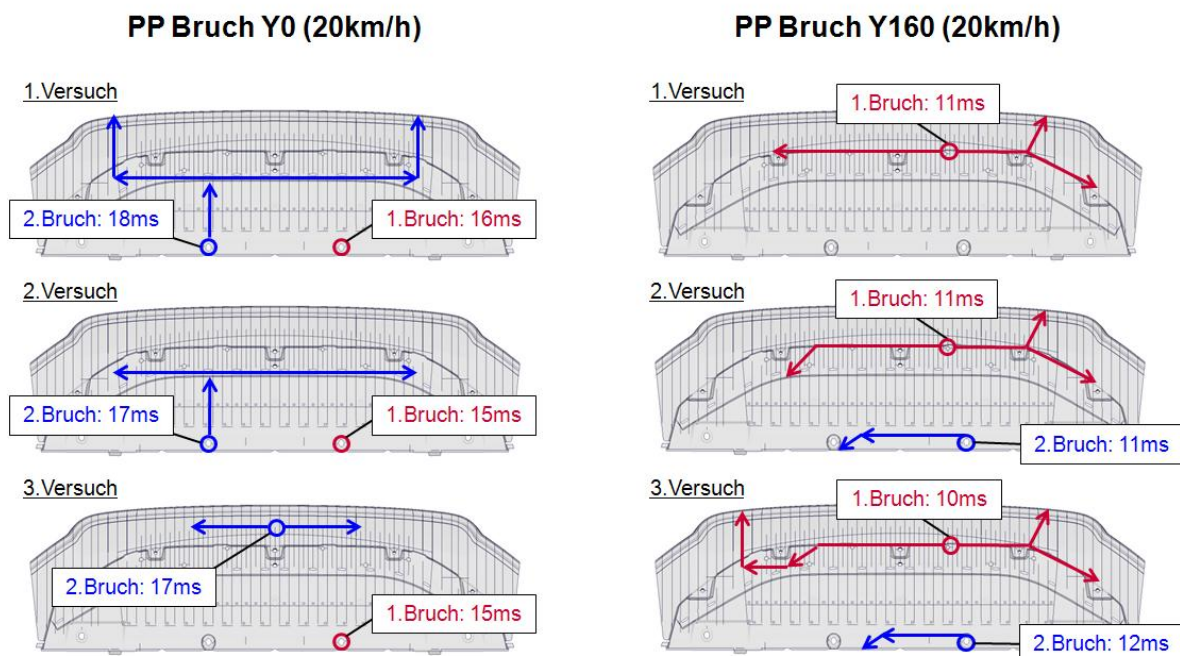 PP Bruch Y0 (20km/h)
1.Versuch
2.Bruch: 18ms
1.Bruch: 16ms
2.Versuch
2.Bruch: 17ms
1.Bruch: 15ms
3.Versuch
2.Bruch: 17ms
1.Bruch: 15ms
PP Bruch Y160 (20km/h)
1.Versuch
1.Bruch: 11ms
2.Versuch
1.Bruch: 11ms
2.Bruch: 11ms
3.Versuch
1.Bruch: 10ms
2.Bruch: 12ms